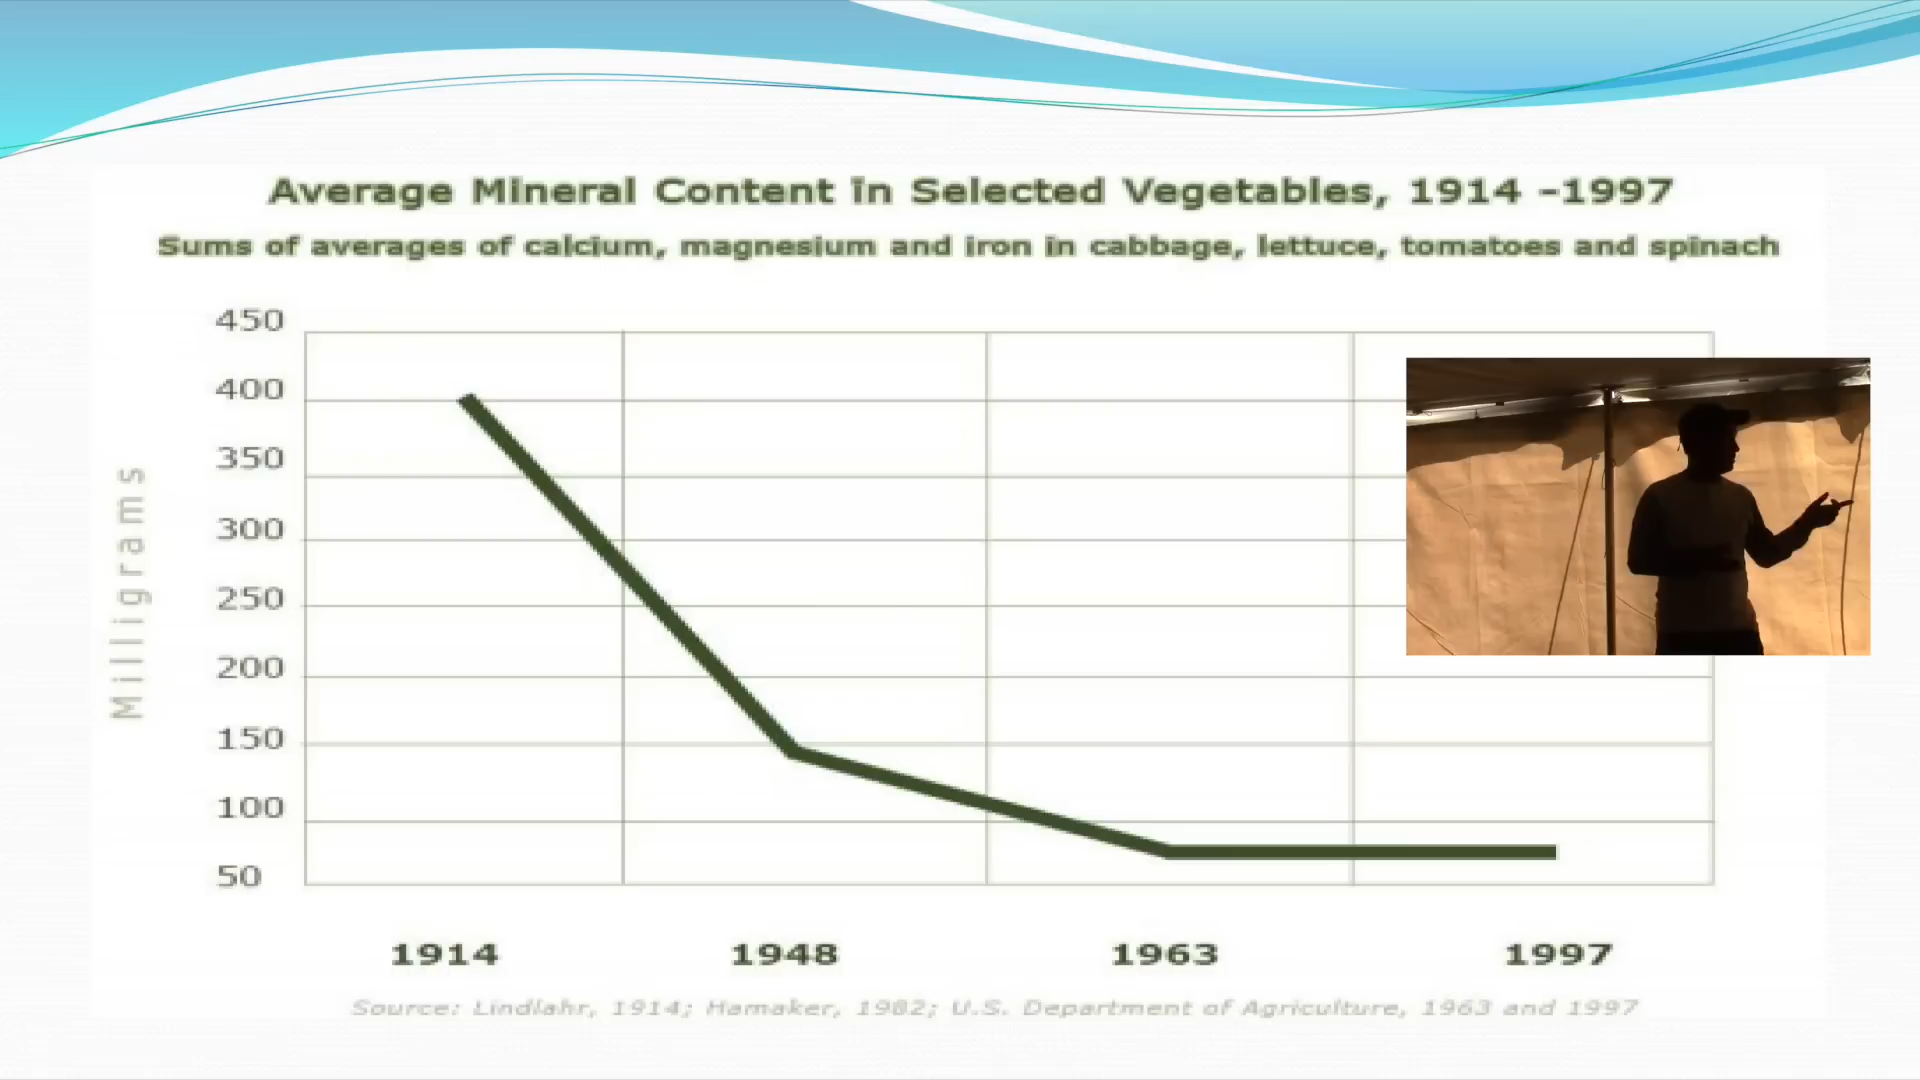 Average Mineral Content in Selected Vegetables, 1914 -1997
Sums of averages of calcium, magnesium and iron in cabbage, lettuce, tomatoes and spinach
450
400
350
300
250
200
150
100
50
Milligrams
1914 1948 1963 1997
Source: Lindlahr, 1914; Hamaker, 1982; U.S. Department of Agriculture, 1963 and 1997